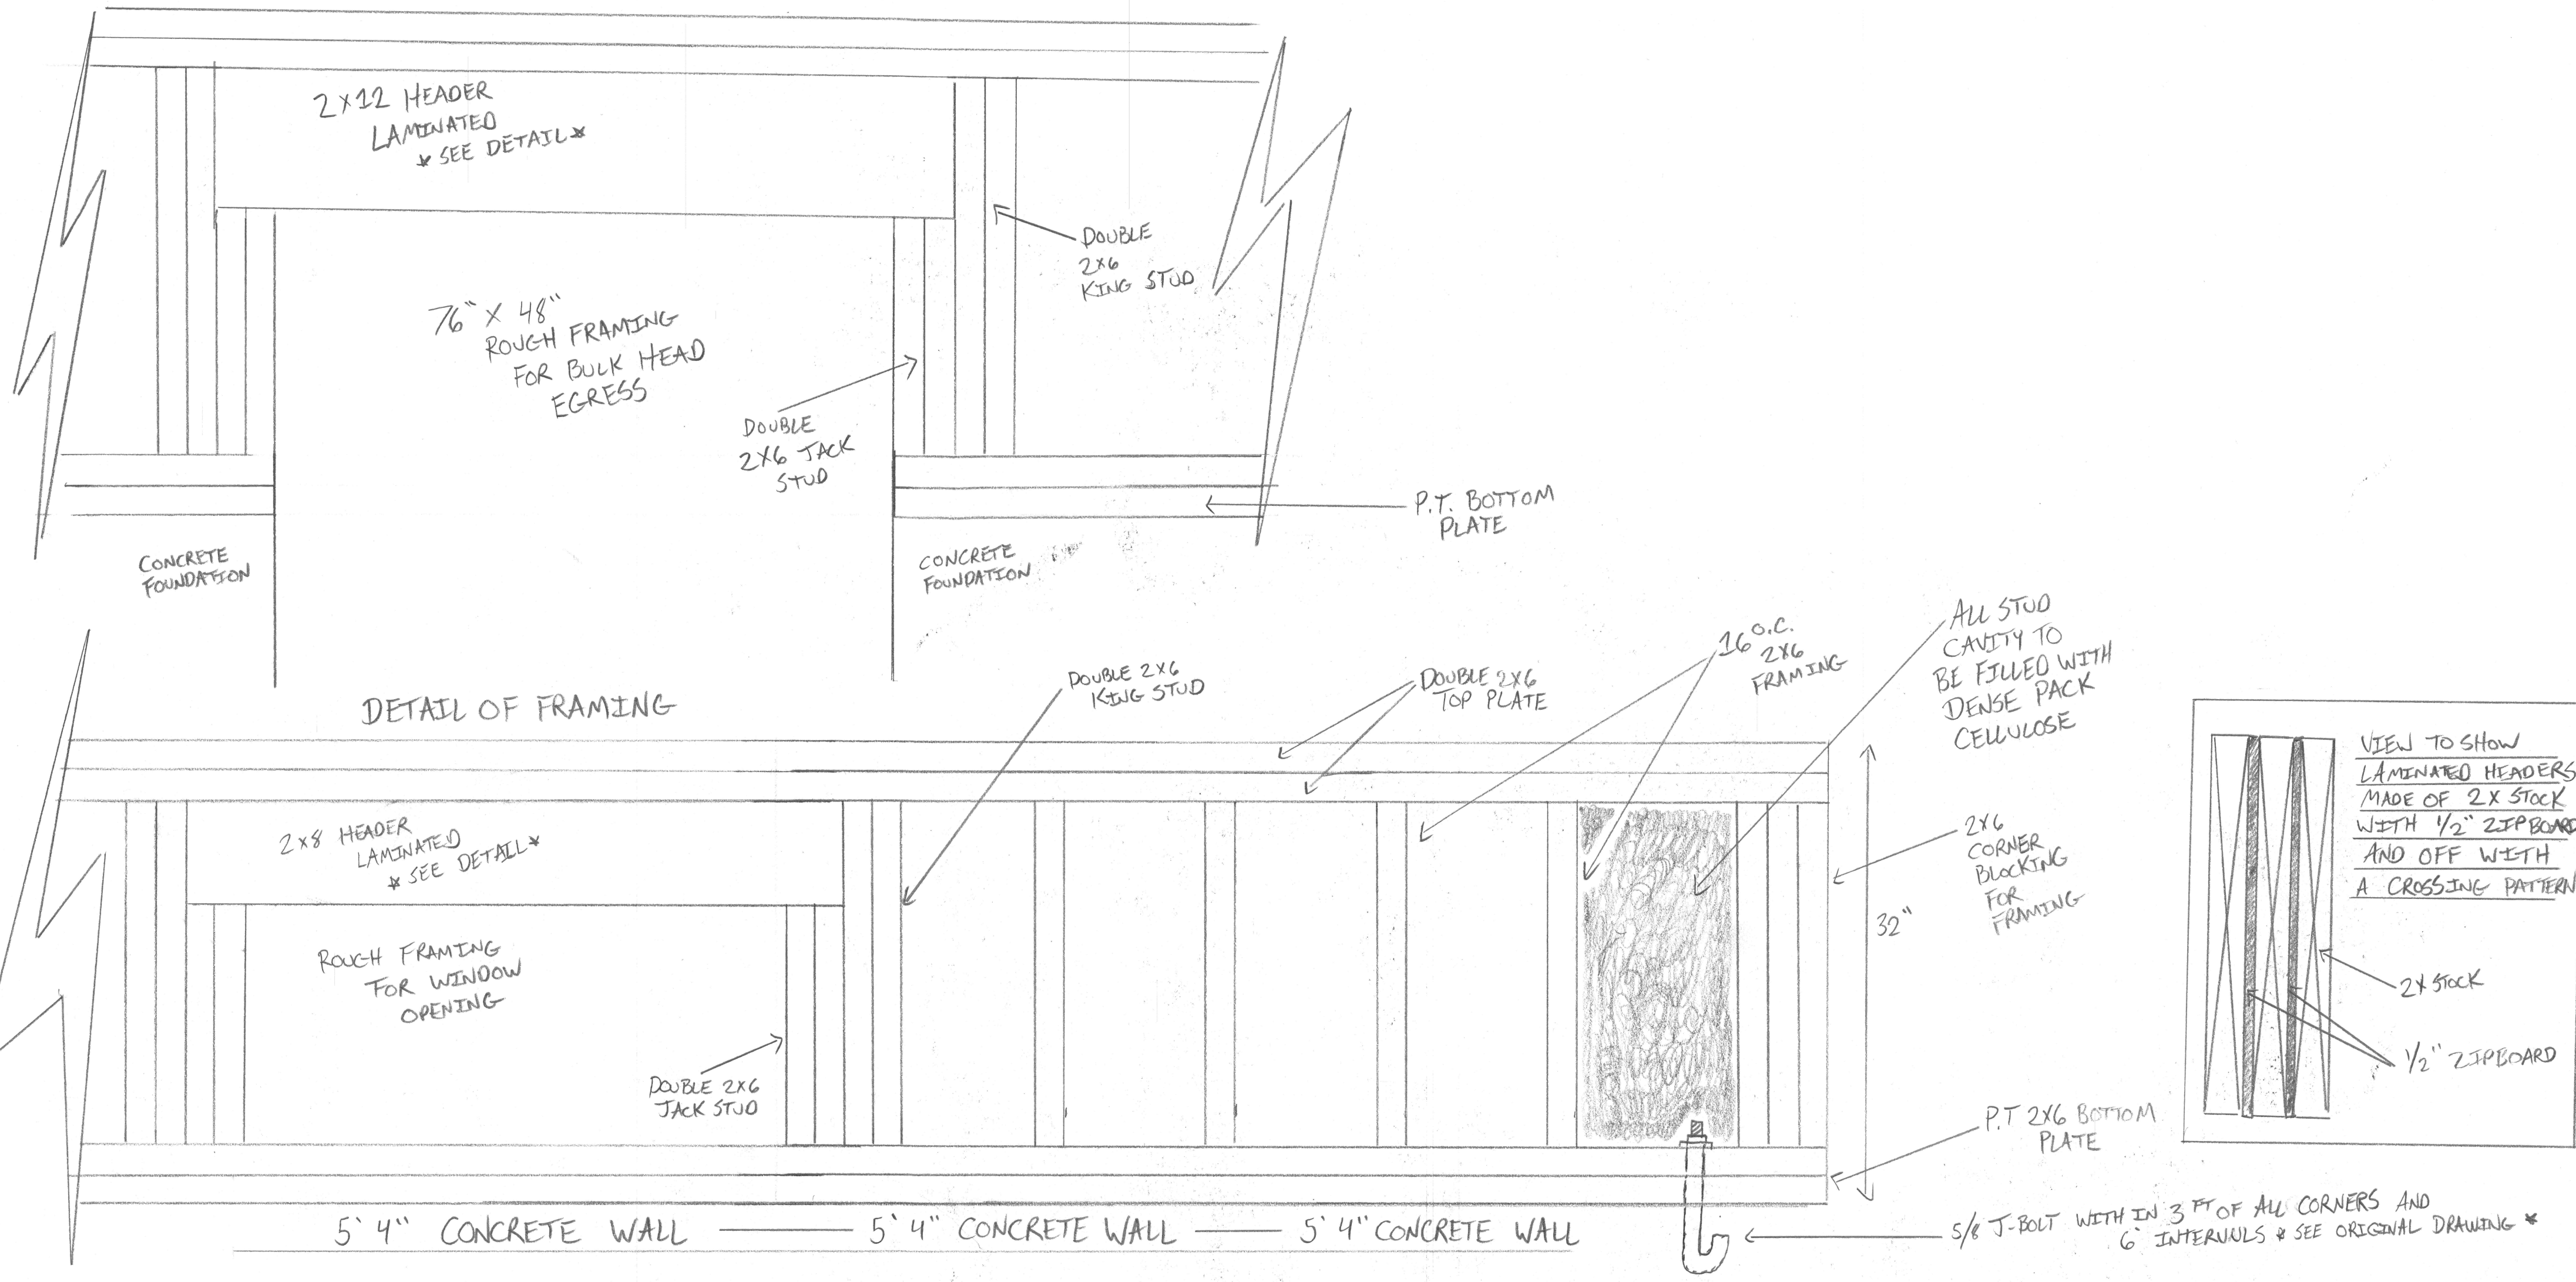 2X12 HEADER
LAMINATED
* SEE DETAIL *
DOUBLE
2X6
KING STUD
76" X 48"
ROUGH FRAMING
FOR BULK HEAD
EGRESS
DOUBLE
2X6 JACK
STUD
P.T. BOTTOM
PLATE
CONCRETE
FOUNDATION
CONCRETE
FOUNDATION
DETAIL OF FRAMING
DOUBLE 2X6
KING STUD
DOUBLE 2X6
TOP PLATE
16 O.C.
2X6
FRAMING
ALL STUD
CAVITY TO
BE FILLED WITH
DENSE PACK
CELLULOSE
2X8 HEADER
LAMINATED
* SEE DETAIL *
ROUGH FRAMING
FOR WINDOW
OPENING
DOUBLE 2X6
JACK STUD
2X6
CORNER
BLOCKING
FOR
FRAMING
32"
P.T 2X6 BOTTOM
PLATE
5' 4" CONCRETE WALL
5' 4" CONCRETE WALL
5' 4" CONCRETE WALL
5/8 J-BOLT WITH IN 3 FT OF ALL CORNERS AND
6' INTERVULS * SEE ORIGINAL DRAWING *
VIEW TO SHOW
LAMINATED HEADERS
MADE OF 2X STOCK
WITH 1/2" ZIPBOARD
AND OFF WITH
A CROSSING PATTERN
2X STOCK
1/2" ZIPBOARD